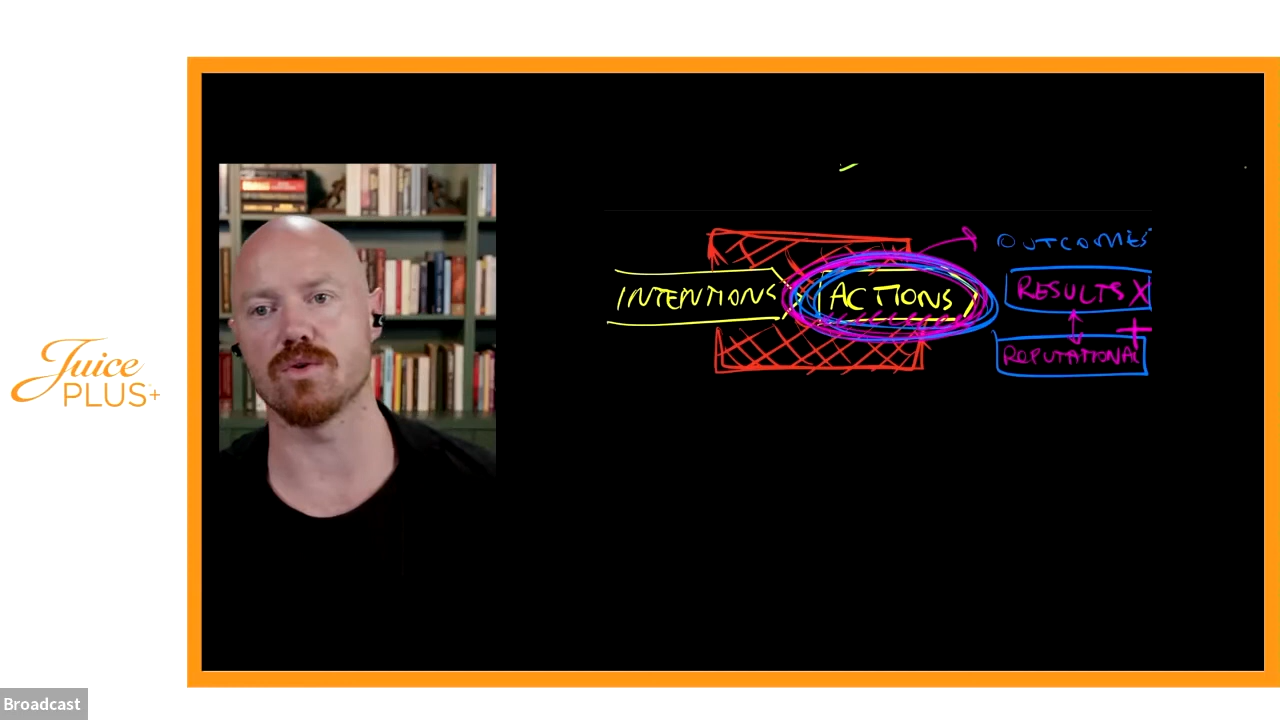 Juice
PLUS+
OUTCOMES
INTENTIONS
ACTIONS
RESULTS X
+
REPUTATIONAL
Broadcast